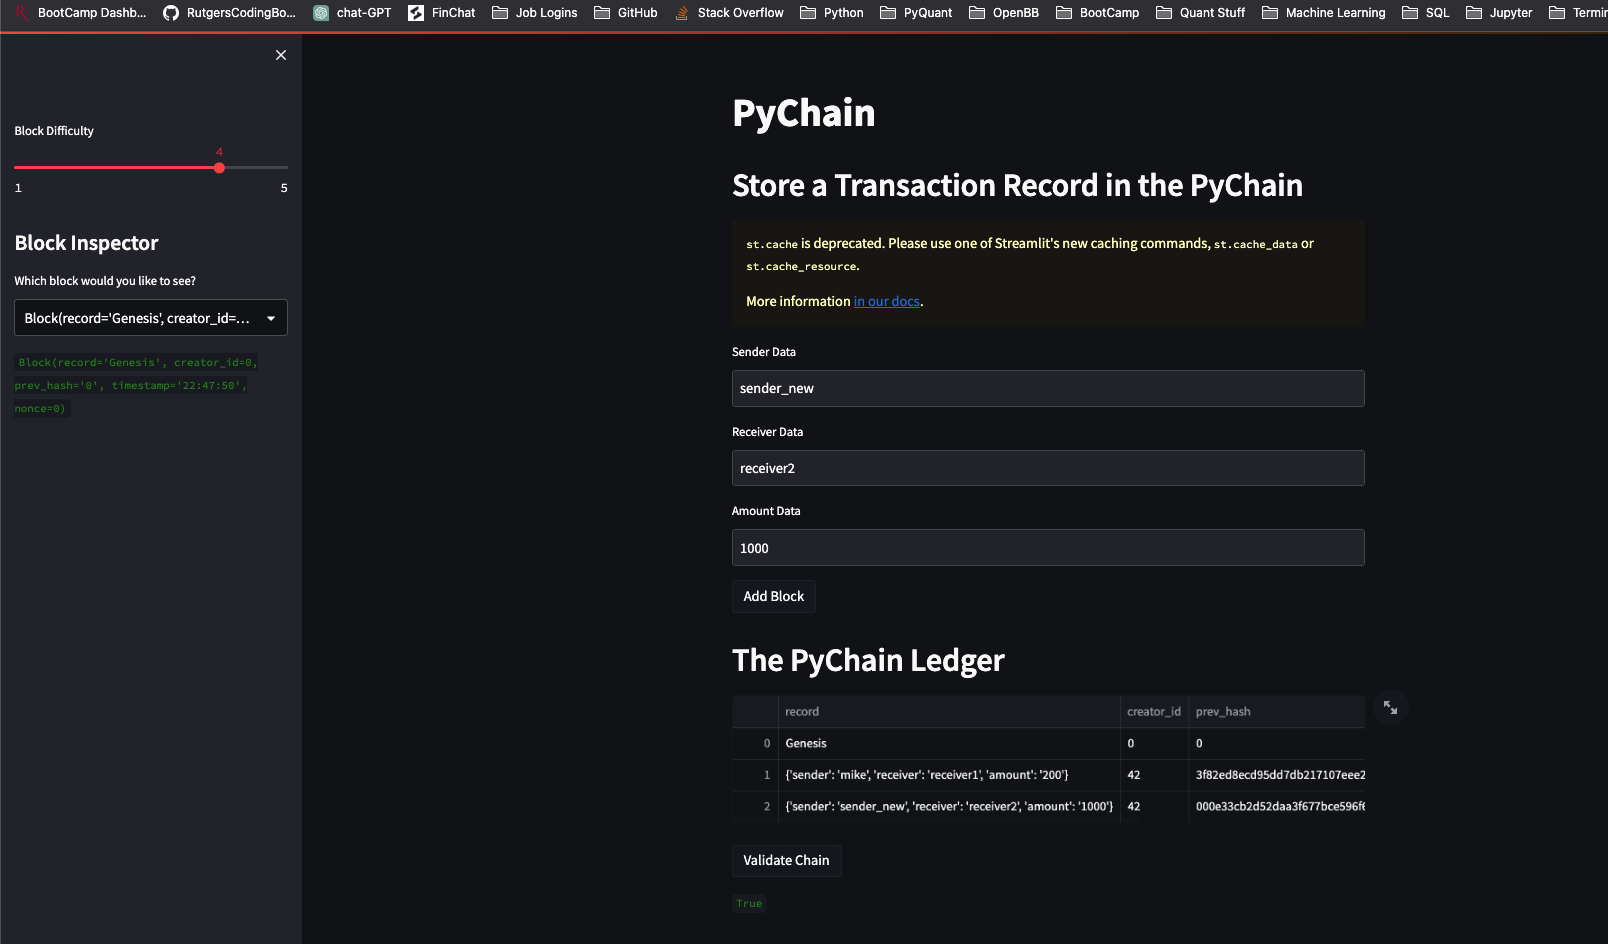 BootCamp Dashb... RutgersCodingBo... chat-GPT FinChat Job Logins GitHub Stack Overflow Python PyQuant OpenBB BootCamp Quant Stuff Machine Learning SQL Jupyter Termin
Block Difficulty
4
1 5
Block Inspector
Which block would you like to see?
Block(record='Genesis', creator_id=...
Block(record='Genesis', creator_id=0,
prev_hash='0', timestamp='22:47:50',
nonce=0)
PyChain
Store a Transaction Record in the PyChain
st.cache is deprecated. Please use one of Streamlit's new caching commands, st.cache_data or
st.cache_resource.
More information in our docs.
Sender Data
sender_new
Receiver Data
receiver2
Amount Data
1000
Add Block
The PyChain Ledger
record creator_id prev_hash
0 Genesis 0 0
1 {'sender': 'mike', 'receiver': 'receiver1', 'amount': '200'} 42 3f82ed8ecd95dd7db217107eee2
2 {'sender': 'sender_new', 'receiver': 'receiver2', 'amount': '1000'} 42 000e33cb2d52daa3f677bce596f6
Validate Chain
True